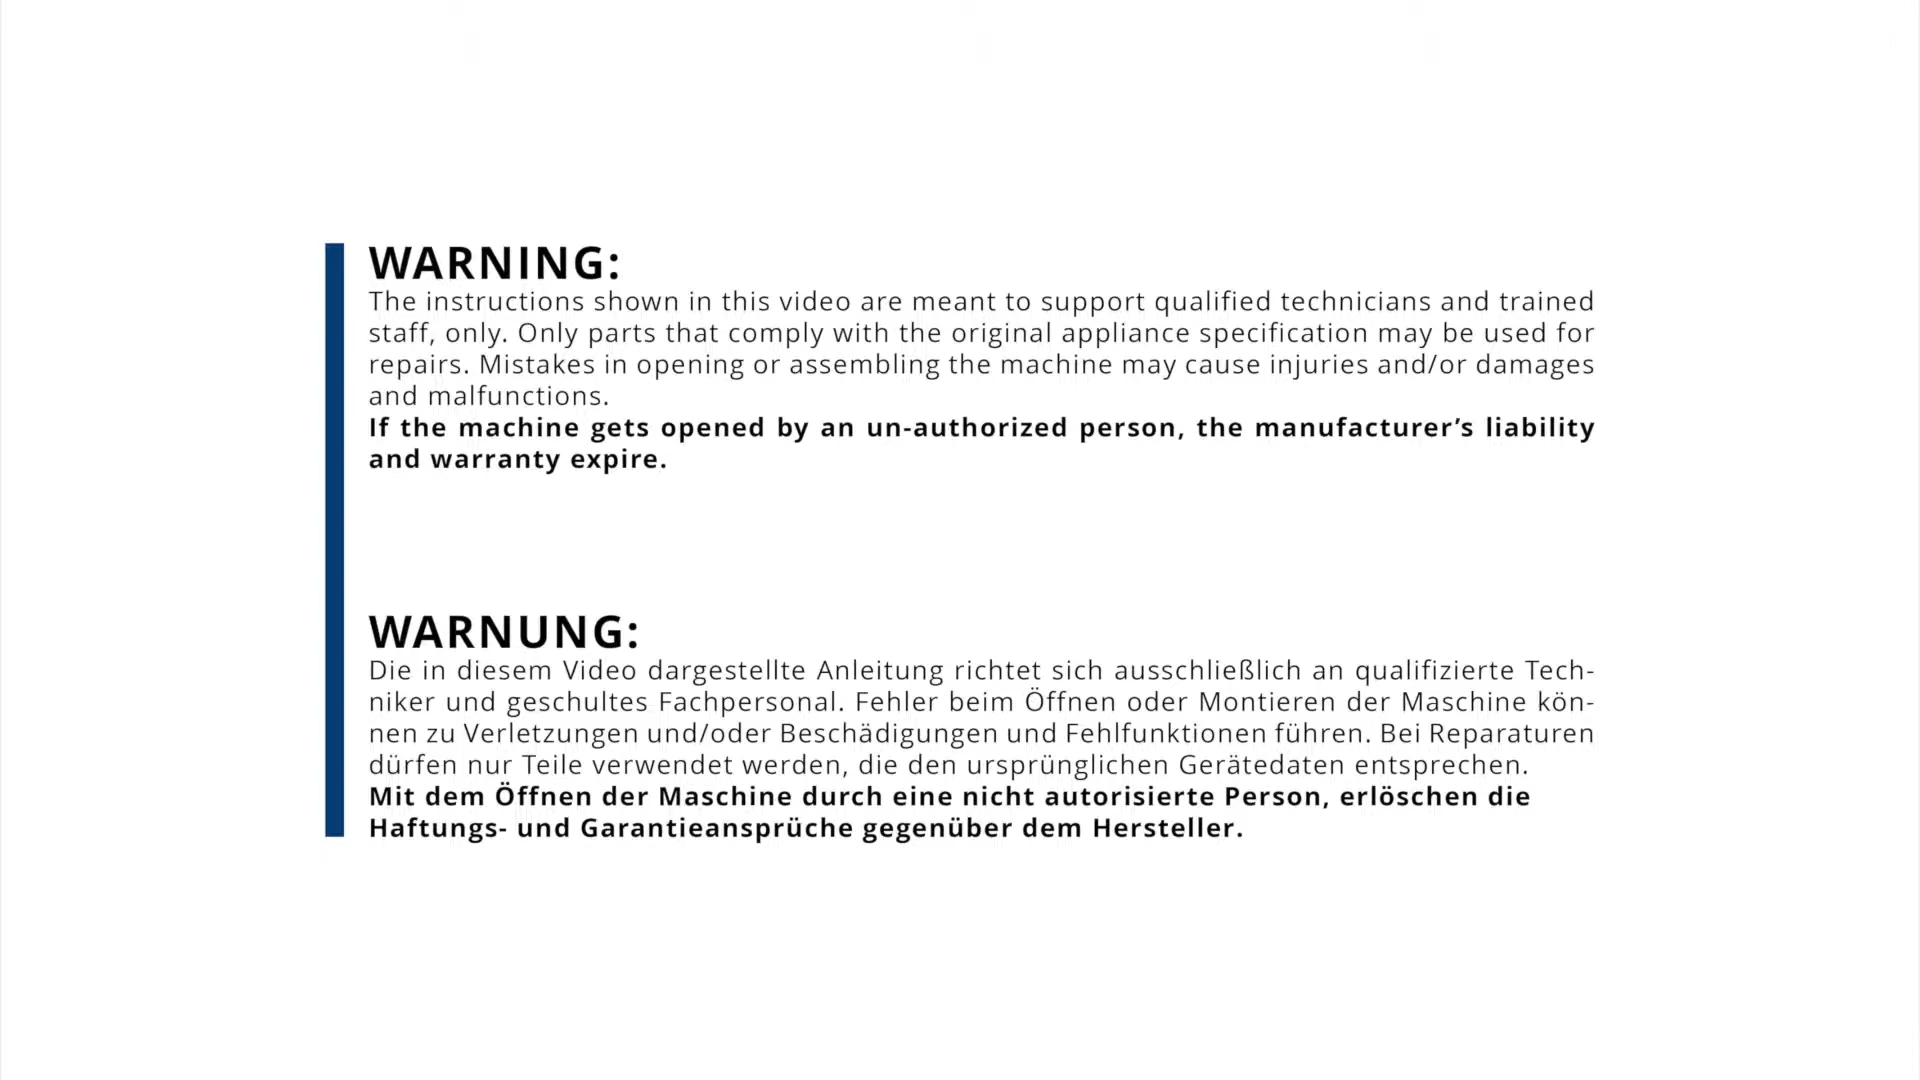 WARNING:
The instructions shown in this video are meant to support qualified technicians and trained
staff, only. Only parts that comply with the original appliance specification may be used for
repairs. Mistakes in opening or assembling the machine may cause injuries and/or damages
and malfunctions.
If the machine gets opened by an un-authorized person, the manufacturer’s liability
and warranty expire.
WARNUNG:
Die in diesem Video dargestellte Anleitung richtet sich ausschließlich an qualifizierte Tech-
niker und geschultes Fachpersonal. Fehler beim Öffnen oder Montieren der Maschine kön-
nen zu Verletzungen und/oder Beschädigungen und Fehlfunktionen führen. Bei Reparaturen
dürfen nur Teile verwendet werden, die den ursprünglichen Gerätedaten entsprechen.
Mit dem Öffnen der Maschine durch eine nicht autorisierte Person, erlöschen die
Haftungs- und Garantieansprüche gegenüber dem Hersteller.